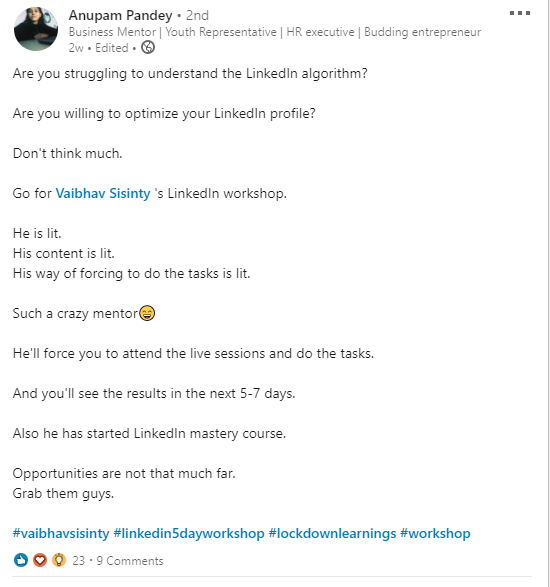 Anupam Pandey • 2nd
Business Mentor | Youth Representative | HR executive | Budding entrepreneur
2w • Edited •
Are you struggling to understand the LinkedIn algorithm?
Are you willing to optimize your LinkedIn profile?
Don't think much.
Go for Vaibhav Sisinty 's LinkedIn workshop.
He is lit.
His content is lit.
His way of forcing to do the tasks is lit.
Such a crazy mentor😄
He'll force you to attend the live sessions and do the tasks.
And you'll see the results in the next 5-7 days.
Also he has started LinkedIn mastery course.
Opportunities are not that much far.
Grab them guys.
#vaibhavsisinty #linkedin5dayworkshop #lockdownlearnings #workshop
23 • 9 Comments